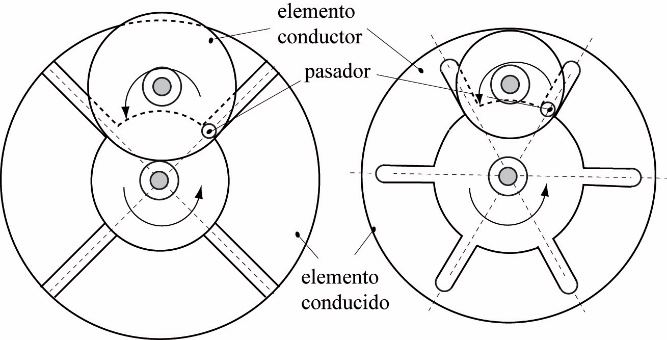 elemento
conductor
pasador
elemento
conducido